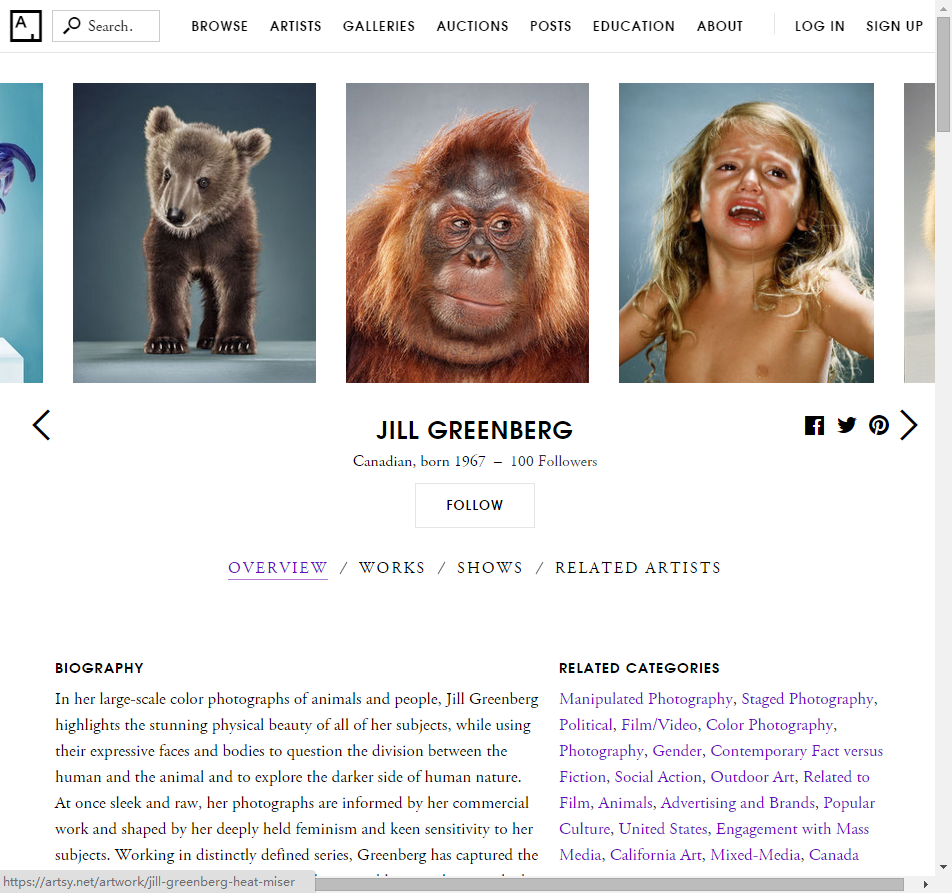 A
Search.
BROWSE ARTISTS GALLERIES AUCTIONS POSTS EDUCATION ABOUT LOG IN SIGN UP
JILL GREENBERG
Canadian, born 1967 – 100 Followers
FOLLOW
OVERVIEW / WORKS / SHOWS / RELATED ARTISTS
BIOGRAPHY
In her large-scale color photographs of animals and people, Jill Greenberg
highlights the stunning physical beauty of all of her subjects, while using
their expressive faces and bodies to question the division between the
human and the animal and to explore the darker side of human nature.
At once sleek and raw, her photographs are informed by her commercial
work and shaped by her deeply held feminism and keen sensitivity to her
subjects. Working in distinctly defined series, Greenberg has captured the
RELATED CATEGORIES
Manipulated Photography, Staged Photography,
Political, Film/Video, Color Photography,
Photography, Gender, Contemporary Fact versus
Fiction, Social Action, Outdoor Art, Related to
Film, Animals, Advertising and Brands, Popular
Culture, United States, Engagement with Mass
Media, California Art, Mixed-Media, Canada
https://artsy.net/artwork/jill-greenberg-heat-miser